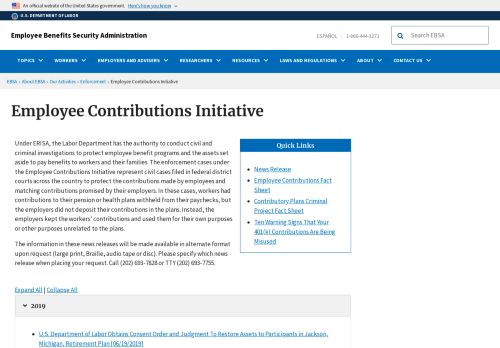 An official website of the United States government. Here's how you know
U.S. DEPARTMENT OF LABOR
Employee Benefits Security Administration
ESPAÑOL | 1-866-444-3272
Search EBSA
TOPICS WORKERS EMPLOYERS AND ADVISERS RESEARCHERS RESOURCES LAWS AND REGULATIONS ABOUT CONTACT US
EBSA › About EBSA › Our Activities › Enforcement › Employee Contributions Initiative
Employee Contributions Initiative
Under ERISA, the Labor Department has the authority to conduct civil and
criminal investigations to protect employee benefit programs and the assets set
aside to pay benefits to workers and their families. The enforcement cases under
the Employee Contributions Initiative represent civil cases filed in federal district
courts across the country to protect the contributions made by employees and
matching contributions promised by their employers. In these cases, workers had
contributions to their pension or health plans withheld from their paychecks, but
the employers did not deposit their contributions in the plans. Instead, the
employers kept the workers' contributions and used them for their own purposes
or other purposes unrelated to the plans.
The information in these news releases will be made available in alternate format
upon request (large print, Braille, audio tape or disc). Please specify which news
release when placing your request. Call (202) 693-7828 or TTY (202) 693-7755.
Quick Links
News Release
Employee Contributions Fact
Sheet
Contributory Plans Criminal
Project Fact Sheet
Ten Warning Signs That Your
401(k) Contributions Are Being
Misused
Expand All | Collapse All
2019
U.S. Department of Labor Obtains Consent Order and Judgment To Restore Assets to Participants in Jackson,
Michigan, Retirement Plan [06/19/2019]